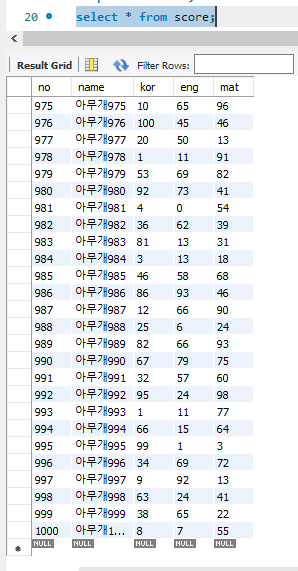 20 select * from score;
Result Grid Filter Rows:
no name kor eng mat
975 아무개975 10 65 96
976 아무개976 100 45 46
977 아무개977 20 50 13
978 아무개978 1 11 91
979 아무개979 53 69 82
980 아무개980 92 73 41
981 아무개981 4 0 54
982 아무개982 36 62 39
983 아무개983 81 13 31
984 아무개984 3 13 18
985 아무개985 46 58 68
986 아무개986 86 93 46
987 아무개987 12 66 90
988 아무개988 25 6 24
989 아무개989 82 66 93
990 아무개990 67 79 75
991 아무개991 32 57 60
992 아무개992 95 24 98
993 아무개993 1 11 77
994 아무개994 66 15 64
995 아무개995 99 1 3
996 아무개996 34 69 72
997 아무개997 9 92 13
998 아무개998 63 24 41
999 아무개999 38 65 22
1000 아무개1... 8 7 55
NULL NULL NULL NULL NULL